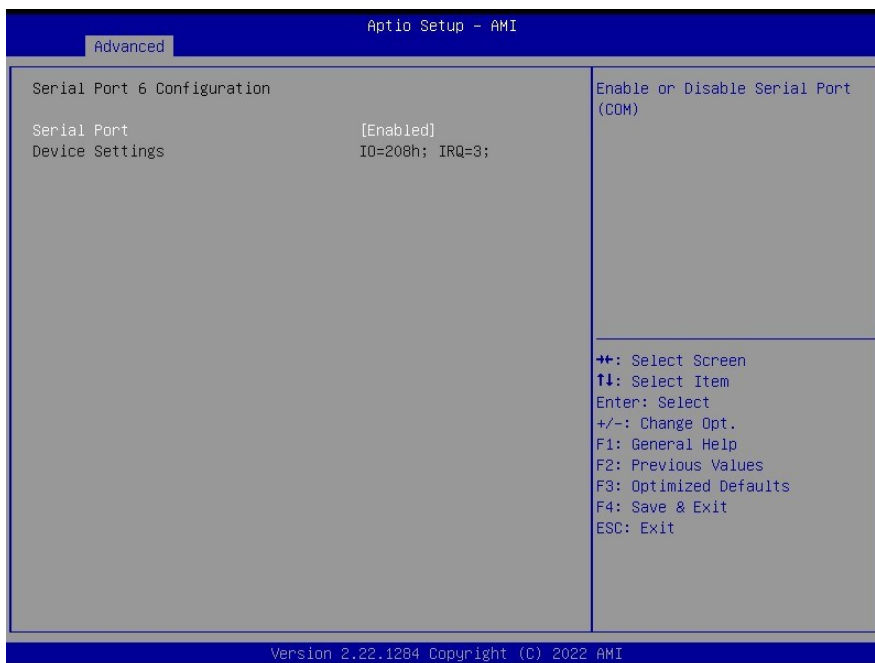 Aptio Setup – AMI
Advanced
Serial Port 6 Configuration
Serial Port [Enabled]
Device Settings IO=208h; IRQ=3;
Enable or Disable Serial Port
(COM)
→←: Select Screen
↑↓: Select Item
Enter: Select
+/-: Change Opt.
F1: General Help
F2: Previous Values
F3: Optimized Defaults
F4: Save & Exit
ESC: Exit
Version 2.22.1284 Copyright (C) 2022 AMI